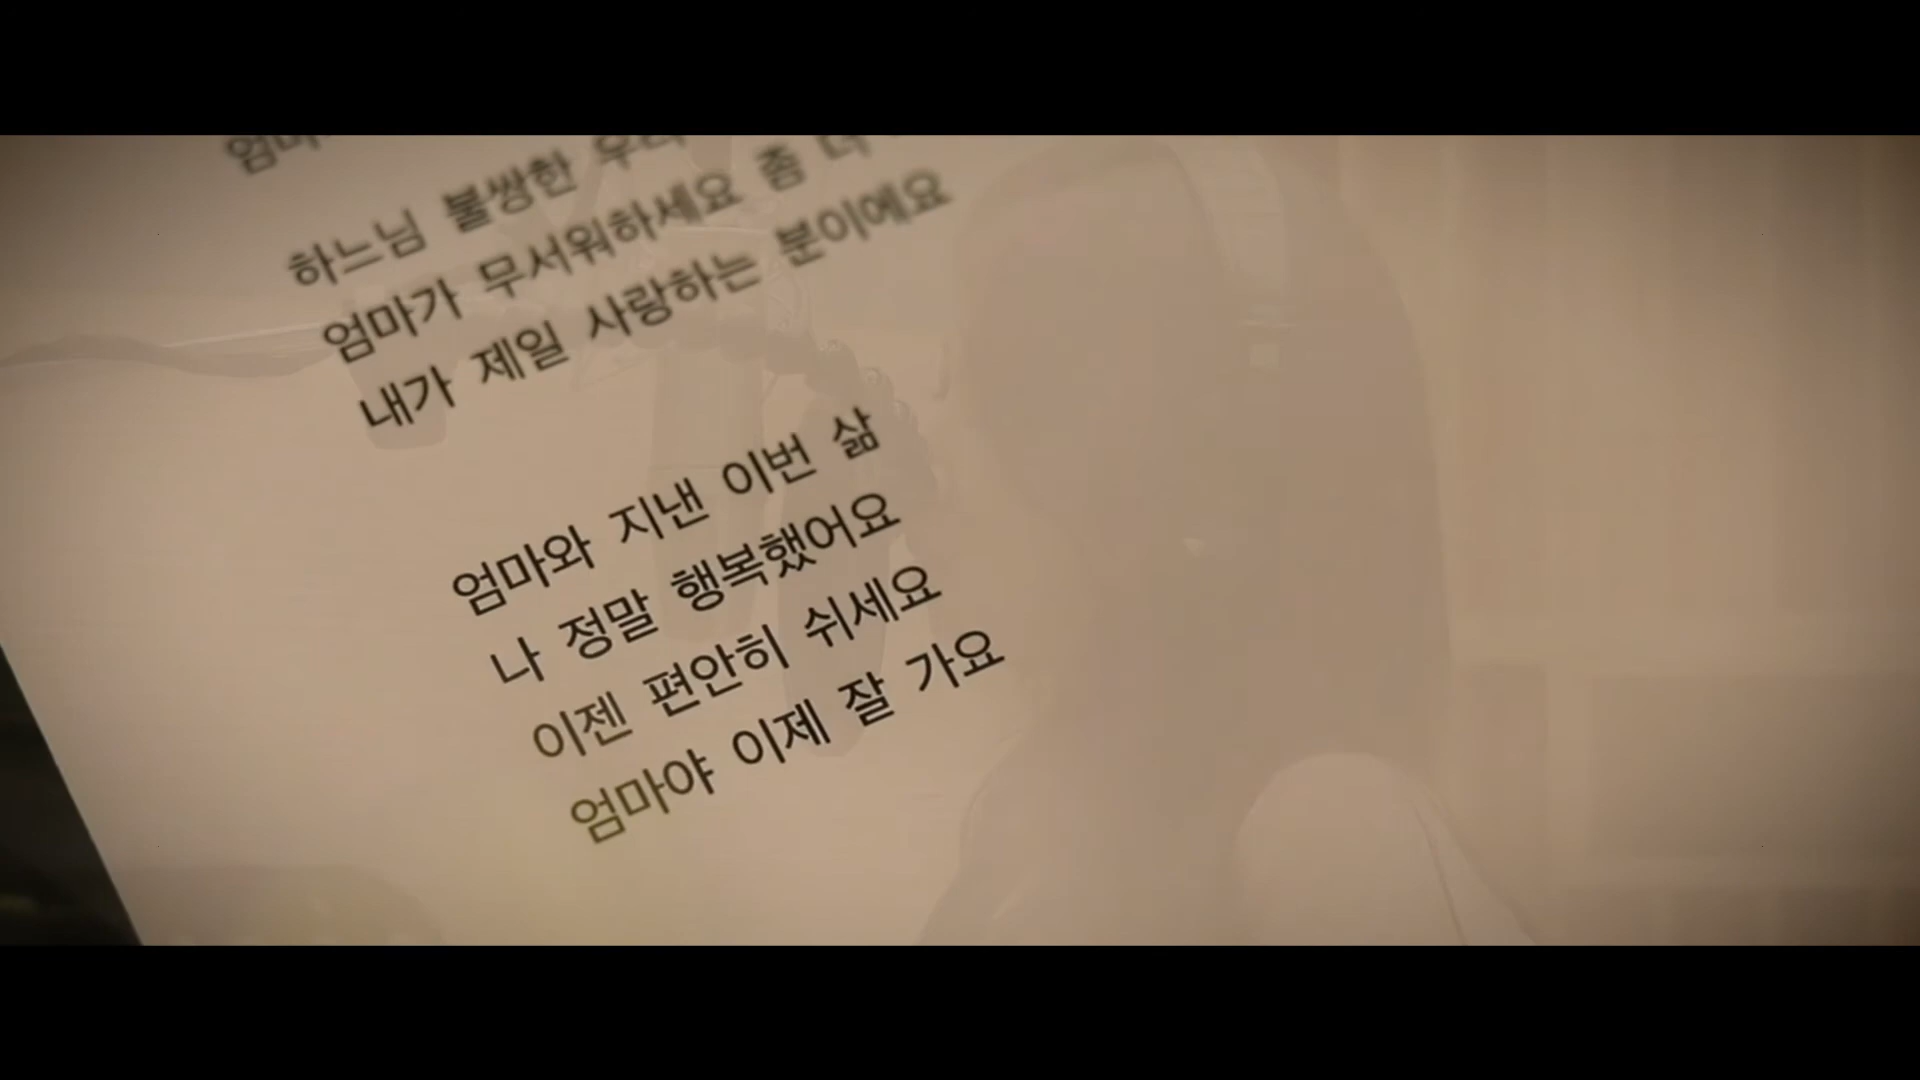 하느님 불쌍한
엄마가 무서워하세요 좀 더
내가 제일 사랑하는 분이에요
엄마와 지낸 이번 삶
나 정말 행복했어요
이젠 편안히 쉬세요
엄마야 이제 잘 가요